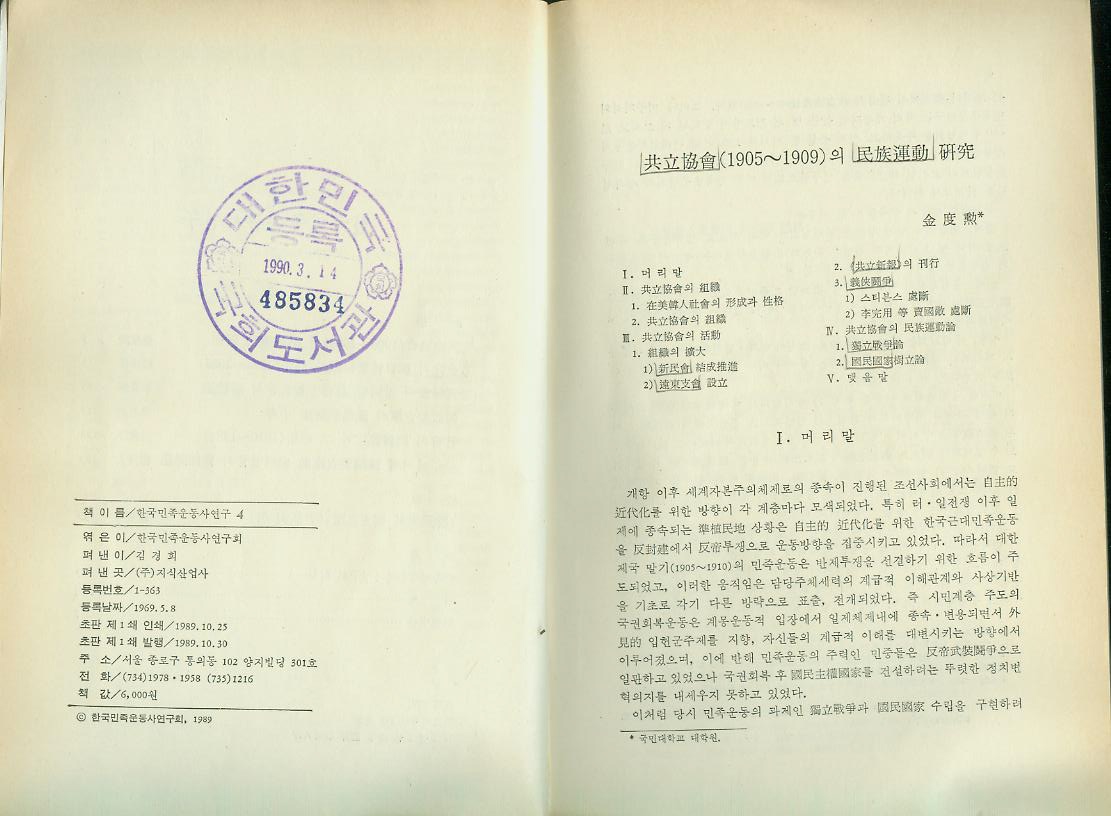 대한민국
등록
1990. 3. 14
485834
국회도서관
책 이 름/한국민족운동사연구 4
엮 은 이/한국민족운동사연구회
펴 낸 이/김 경 희
펴 낸 곳/(주)지식산업사
등록번호/1-363
등록날짜/1969.5.8
초판 제1쇄 인쇄/1989.10.25
초판 제1쇄 발행/1989.10.30
주 소/서울 종로구 통의동 102 양지빌딩 301호
전 화/(734)1978·1958 (735)1216
책 값/6,000원
ⓒ 한국민족운동사연구회, 1989
共立協會(1905~1909)의 民族運動 硏究
金 度 勳*
Ⅰ. 머 리 말
Ⅱ. 共立協會의 組織
1. 在美韓人社會의 形成과 性格
2. 共立協會의 組織
Ⅲ. 共立協會의 活動
1. 組織의 擴大
1) 新民會 結成推進
2) 遠東支會 設立
2. 《共立新報》의 刊行
3. 義俠鬪爭
1) 스티븐스 處斷
2) 李完用 等 賣國敵 處斷
Ⅳ. 共立協會의 民族運動論
1. 獨立戰爭論
2. 國民國家樹立論
Ⅴ. 맺 음 말
Ⅰ. 머 리 말
개항 이후 세계자본주의체제로의 종속이 진행된 조선사회에서는 自主的
近代化를 위한 방향이 각 계층마다 모색되었다. 특히 러·일전쟁 이후 일
제에 종속되는 準植民地 상황은 自主的 近代化를 위한 한국근대민족운동
을 反封建에서 反帝투쟁으로 운동방향을 집중시키고 있었다. 따라서 대한
제국 말기(1905~1910)의 민족운동은 반제투쟁을 선결하기 위한 흐름이 주
도되었고, 이러한 움직임은 담당주체세력의 계급적 이해관계와 사상기반
을 기초로 각기 다른 방략으로 표출, 전개되었다. 즉 시민계층 주도의
국권회복운동은 계몽운동적 입장에서 일제체제내에 종속·변용되면서 外
見的 입헌군주제를 지향, 자신들의 계급적 이해를 대변시키는 방향에서
이루어졌으며, 이에 반해 민족운동의 주력인 민중들은 反帝武裝鬪爭으로
일관하고 있었으나 국권회복 후 國民主權國家를 건설하려는 뚜렷한 정치변
혁의지를 내세우지 못하고 있었다.
이처럼 당시 민족운동의 과제인 獨立戰爭과 國民國家 수립을 구현하려
* 국민대학교 대학원.